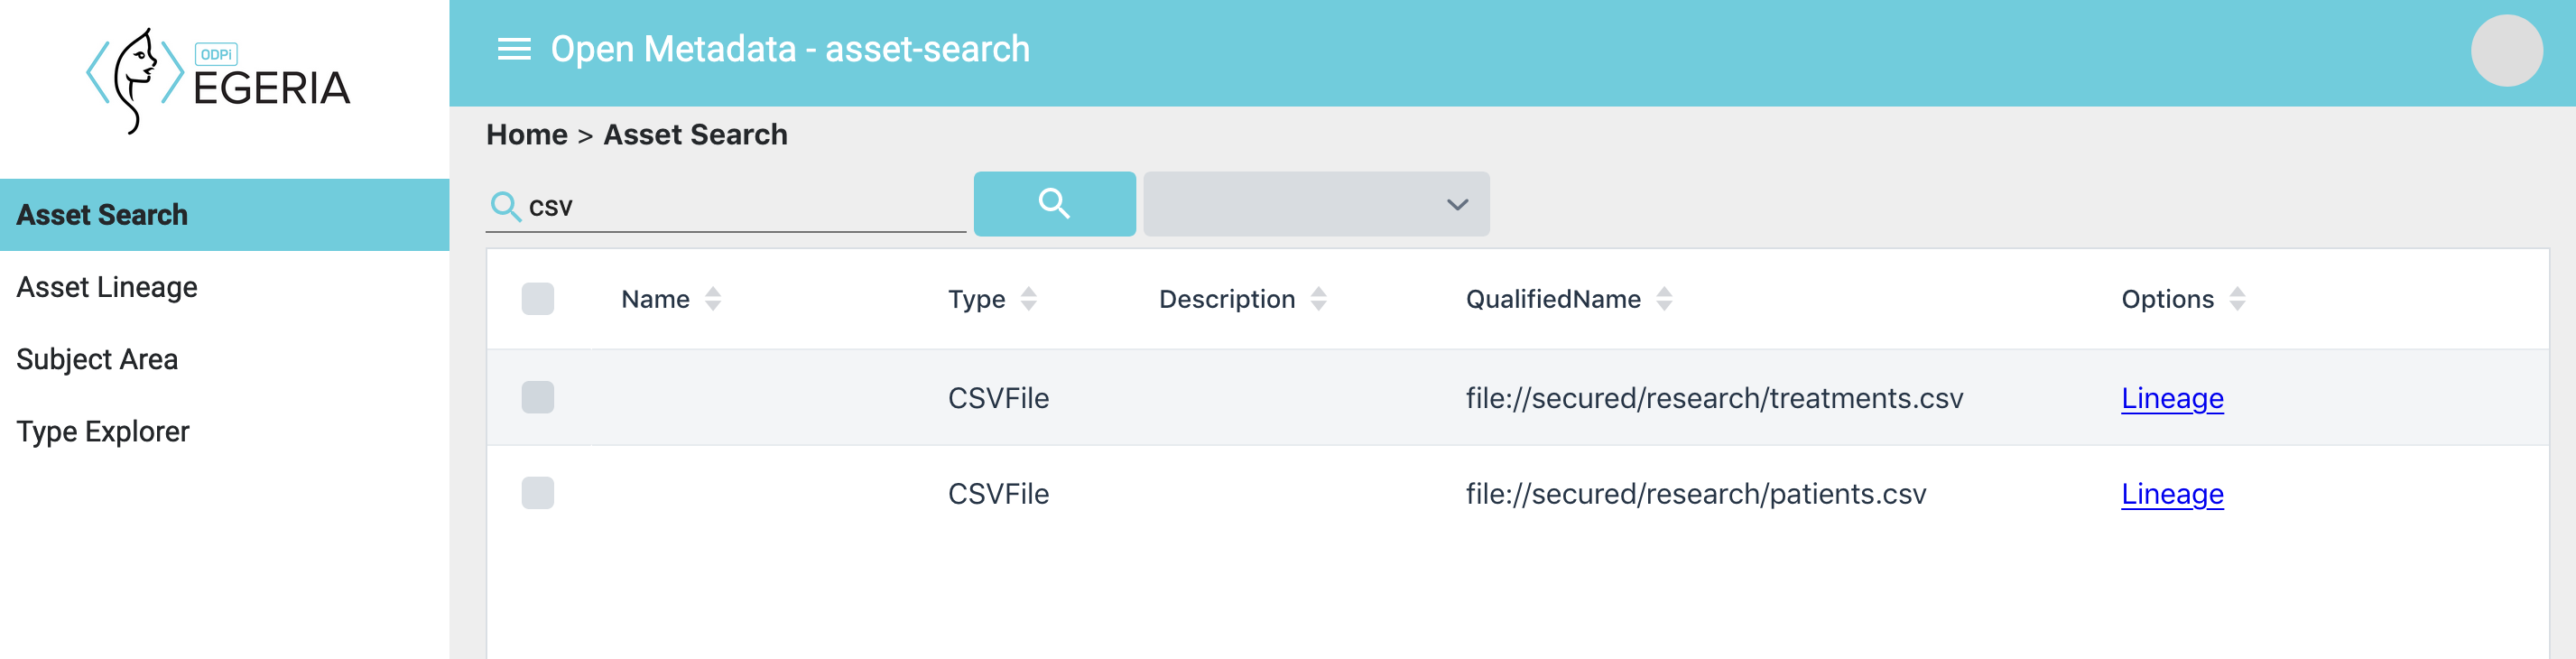 ODPi
EGERIA
Open Metadata - asset-search
Asset Search
Asset Lineage
Subject Area
Type Explorer
Home > Asset Search
csv
Name Type Description QualifiedName Options
CSVFile file://secured/research/treatments.csv Lineage
CSVFile file://secured/research/patients.csv Lineage